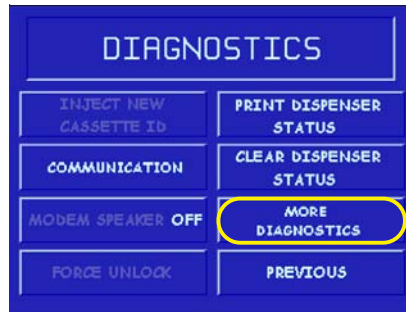 DIAGNOSTICS
INJECT NEW
CASSETTE ID
PRINT DISPENSER
STATUS
COMMUNICATION
CLEAR DISPENSER
STATUS
MODEM SPEAKER OFF
MORE
DIAGNOSTICS
FORCE UNLOCK
PREVIOUS